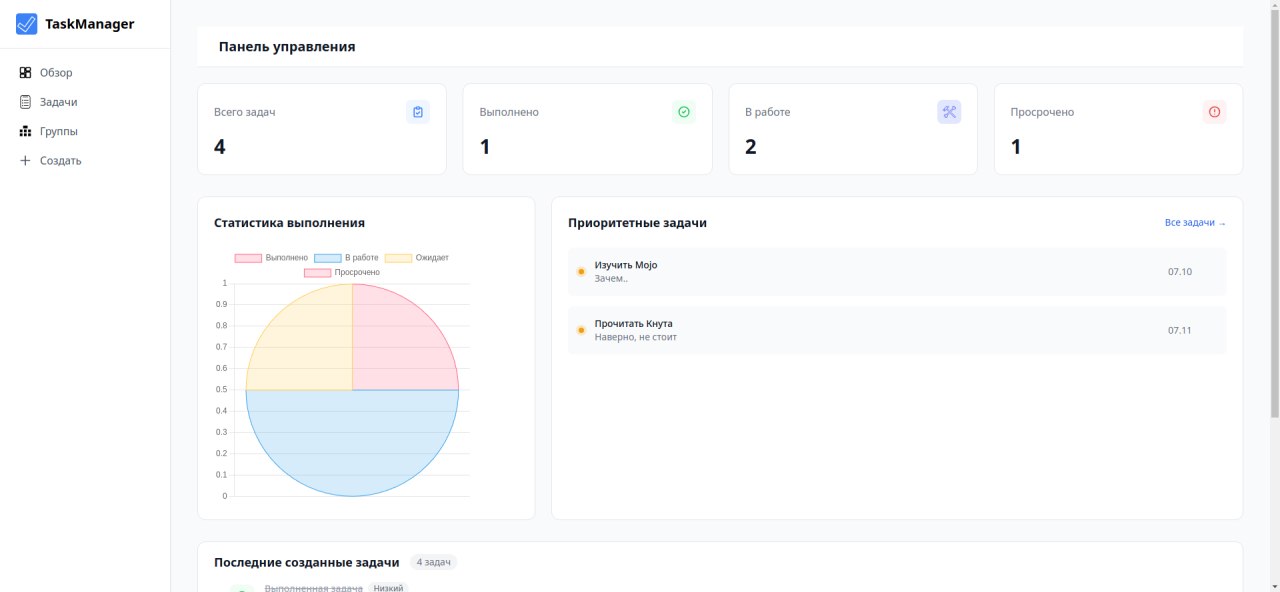 TaskManager
Обзор
Задачи
Группы
Создать
Панель управления
Всего задач
4
Выполнено
1
В работе
2
Просрочено
1
Статистика выполнения
Выполнено В работе Ожидает
Просрочено
1
0.9
0.8
0.7
0.6
0.5
0.4
0.3
0.2
0.1
0
Приоритетные задачи Все задачи →
Изучить Mojo
Зачем..
07.10
Прочитать Кнута
Наверно, не стоит
07.11
Последние созданные задачи 4 задач
Выполненная задача Низкий